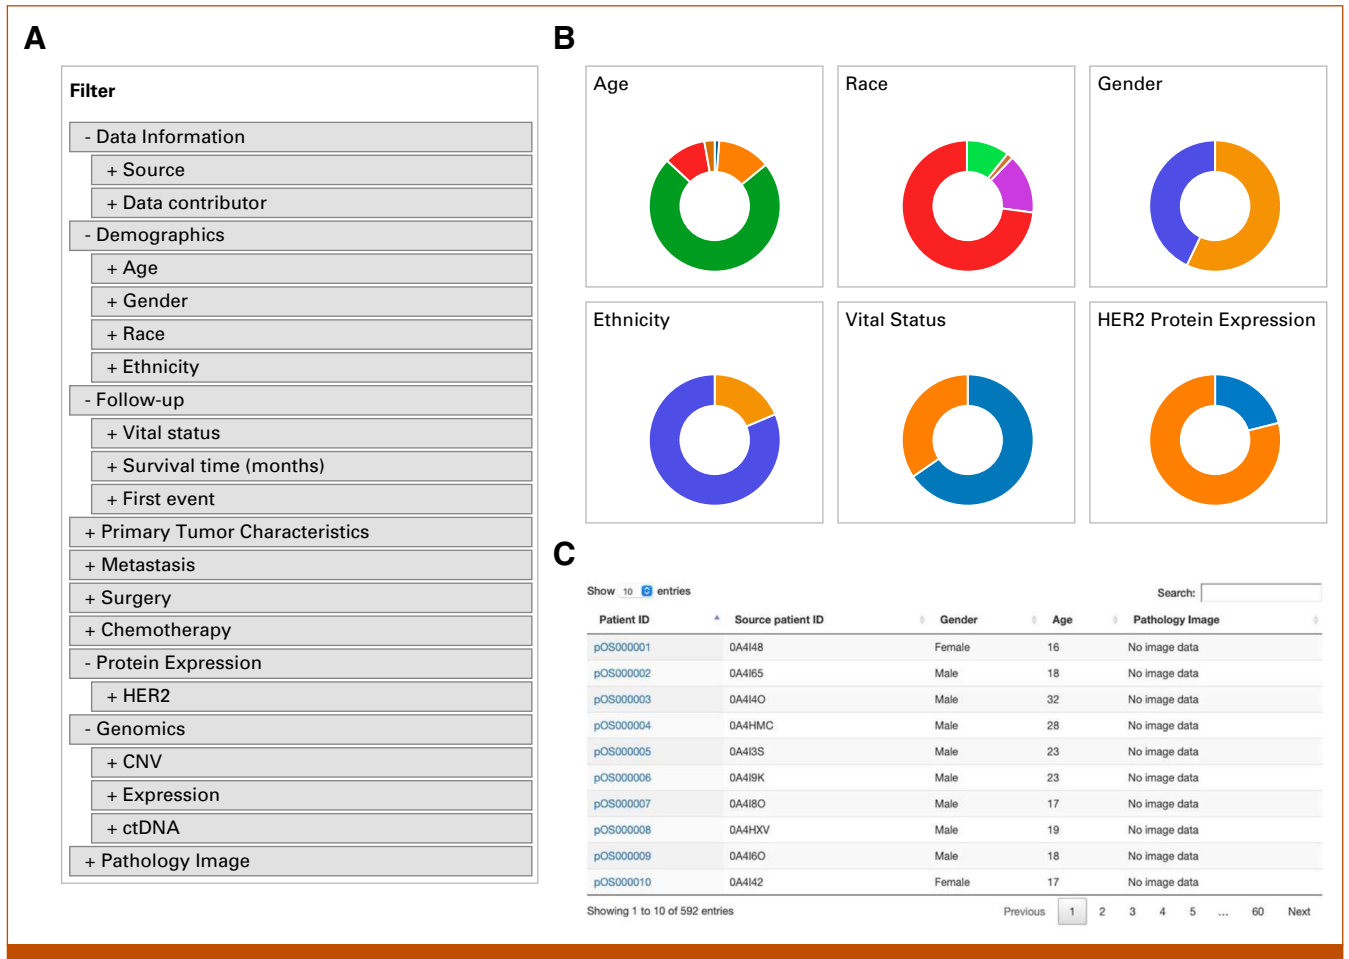 A
Filter
- Data Information
+ Source
+ Data contributor
- Demographics
+ Age
+ Gender
+ Race
+ Ethnicity
- Follow-up
+ Vital status
+ Survival time (months)
+ First event
+ Primary Tumor Characteristics
+ Metastasis
+ Surgery
+ Chemotherapy
- Protein Expression
+ HER2
- Genomics
+ CNV
+ Expression
+ ctDNA
+ Pathology Image
B
Age Race Gender
Ethnicity Vital Status HER2 Protein Expression
C
Show 10 entries Search:
Patient ID Source patient ID Gender Age Pathology Image
pOS000001 0A4I48 Female 16 No image data
pOS000002 0A4I65 Male 18 No image data
pOS000003 0A4I4O Male 32 No image data
pOS000004 0A4HMC Male 28 No image data
pOS000005 0A4I3S Male 23 No image data
pOS000006 0A4I9K Male 23 No image data
pOS000007 0A4I8O Male 17 No image data
pOS000008 0A4HXV Male 19 No image data
pOS000009 0A4I6O Male 18 No image data
pOS000010 0A4I42 Female 17 No image data
Showing 1 to 10 of 592 entries Previous 1 2 3 4 5 ... 60 Next